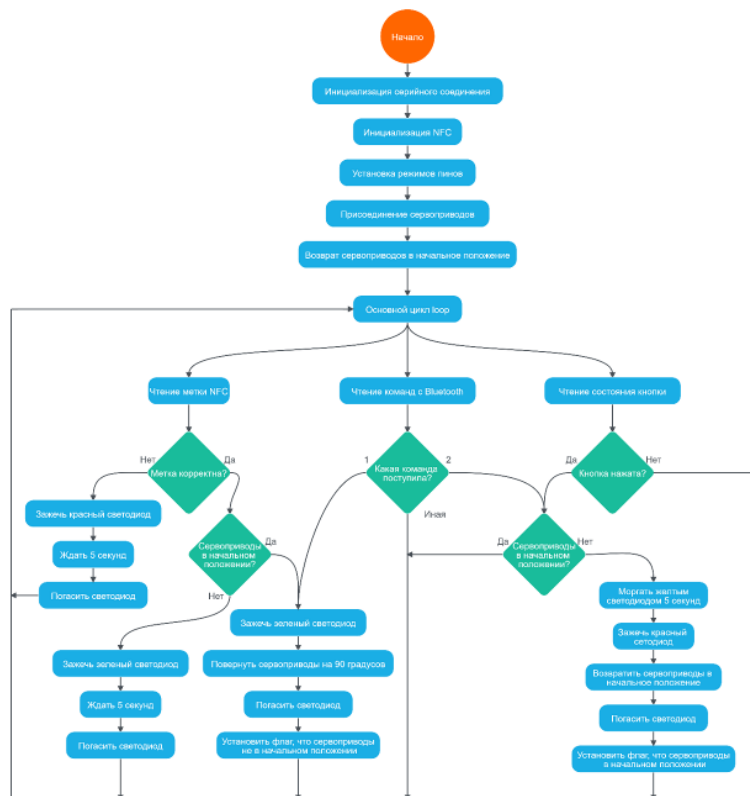 Начало
Инициализация серийного соединения
Инициализация NFC
Установка режимов пинов
Присоединение сервоприводов
Возврат сервоприводов в начальное положение
Основной цикл loop
Чтение метки NFC
Чтение команд с Bluetooth
Чтение состояния кнопки
Нет
Метка корректна?
Да
1
Какая команда
поступила?
2
Иная
Да
Кнопка нажата?
Нет
Зажечь красный светодиод
Ждать 5 секунд
Погасить светодиод
Сервоприводы
в начальном
положении?
Да
Нет
Да
Сервоприводы
в начальном
положении?
Нет
Зажечь зеленый светодиод
Ждать 5 секунд
Погасить светодиод
Зажечь зеленый светодиод
Повернуть сервоприводы на 90 градусов
Погасить светодиод
Установить флаг, что сервоприводы
не в начальном положении
Моргать желтым
светодиодом 5 секунд
Зажечь красный
сетодиод
Возвратить сервоприводы в
начальное положение
Погасить светодиод
Установить флаг, что сервоприводы
в начальном положении